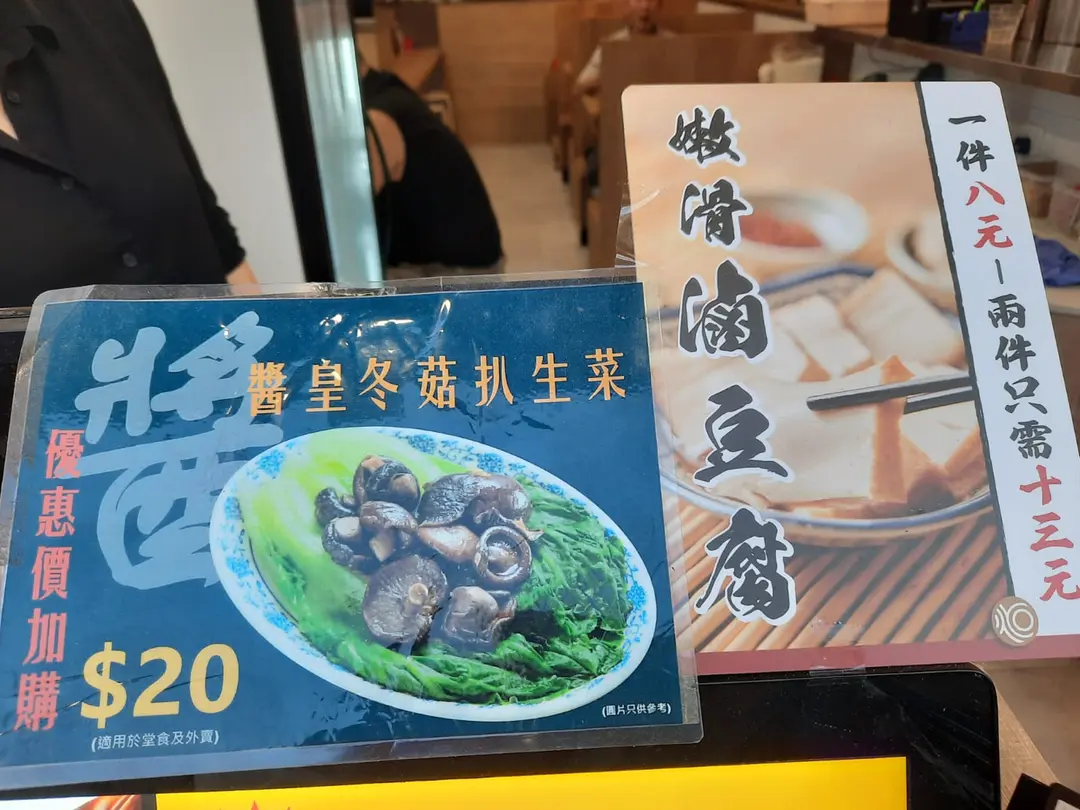 醬
醬皇冬菇扒生菜
優惠價加購
$20
(適用於堂食及外賣)
(圖片只供參考)
嫩滑滷豆腐
一件八元－兩件只需十三元